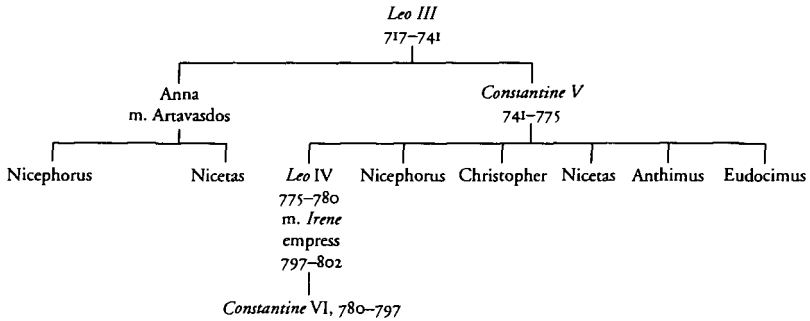 Leo III
717–741
Anna
m. Artavasdos
Constantine V
741–775
Nicephorus
Nicetas
Leo IV
775–780
m. Irene
empress
797–802
Nicephorus
Christopher
Nicetas
Anthimus
Eudocimus
Constantine VI, 780–797